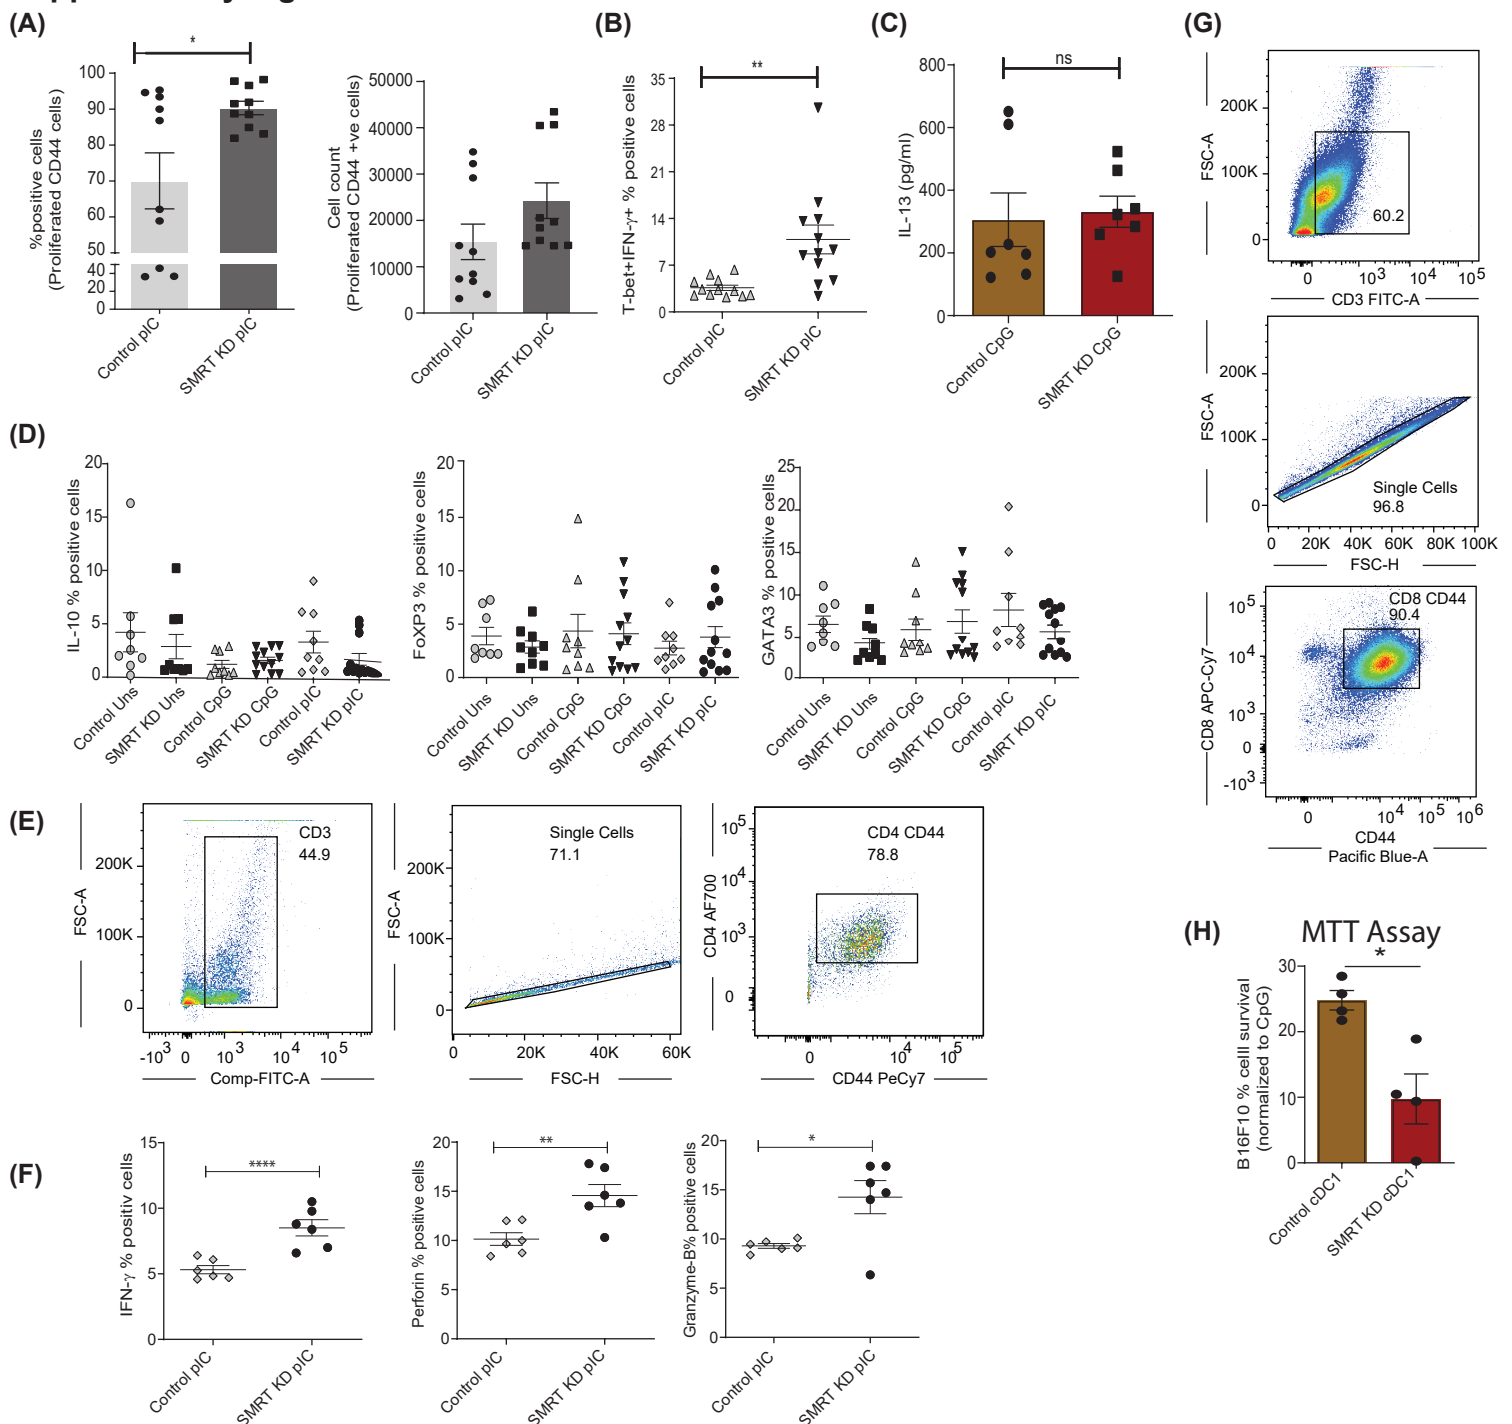 (A)
*
%positive cells
(Proliferated CD44 cells)
100
90
80
70
60
50
40
20
0
Control pIC
SMRT KD pIC
Cell count
(Proliferated CD44 +ve cells)
50000
40000
30000
20000
10000
0
Control pIC
SMRT KD pIC
(B)
**
T-bet+IFN-γ+ % positive cells
35
28
21
14
7
0
Control pIC
SMRT KD pIC
(C)
ns
IL-13 (pg/ml)
800
600
400
200
0
Control CpG
SMRT KD CpG
(G)
FSC-A
200K
100K
0
60.2
0
10³
10⁵
CD3 FITC-A
FSC-A
200K
100K
0
Single Cells
96.8
0
20K
40K
60K
80K
100K
FSC-H
CD8 APC-Cy7
10⁵
10⁴
10³
0
-10³
CD8 CD44
90.4
0
10⁴
10⁵
10⁶
CD44
Pacific Blue-A
(D)
IL-10 % positive cells
20
15
10
5
0
Control Uns
SMRT KD Uns
Control CpG
SMRT KD CpG
Control pIC
SMRT KD pIC
FoXP3 % positive cells
20
15
10
5
0
Control Uns
SMRT KD Uns
Control CpG
SMRT KD CpG
Control pIC
SMRT KD pIC
GATA3 % positive cells
25
20
15
10
5
0
Control Uns
SMRT KD Uns
Control CpG
SMRT KD CpG
Control pIC
SMRT KD pIC
(E)
FSC-A
200K
100K
0
CD3
44.9
-10³
0
10³
10⁴
10⁵
Comp-FITC-A
FSC-A
200K
100K
0
Single Cells
71.1
0
20K
40K
60K
FSC-H
CD4 AF700
10⁵
10⁴
10³
0
CD4 CD44
78.8
0
10⁴
10⁵
CD44 PeCy7
(F)
****
IFN-γ % positiv cells
15
10
5
0
Control pIC
SMRT KD pIC
**
Perforin % positive cells
20
15
10
5
0
Control pIC
SMRT KD pIC
*
Granzyme-B% positive cells
20
15
10
5
0
Control pIC
SMRT KD pIC
(H)
MTT Assay
*
B16F10 % celll survival
(normalized to CpG)
30
20
10
0
Control cDC1
SMRT KD cDC1